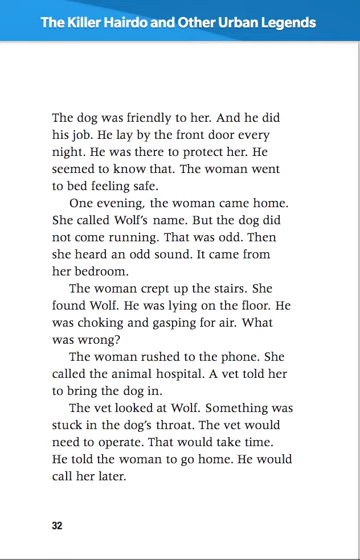 The Killer Hairdo and Other Urban Legends
The dog was friendly to her. And he did
his job. He lay by the front door every
night. He was there to protect her. He
seemed to know that. The woman went
to bed feeling safe.
One evening, the woman came home.
She called Wolf's name. But the dog did
not come running. That was odd. Then
she heard an odd sound. It came from
her bedroom.
The woman crept up the stairs. She
found Wolf. He was lying on the floor. He
was choking and gasping for air. What
was wrong?
The woman rushed to the phone. She
called the animal hospital. A vet told her
to bring the dog in.
The vet looked at Wolf. Something was
stuck in the dog's throat. The vet would
need to operate. That would take time.
He told the woman to go home. He would
call her later.
32